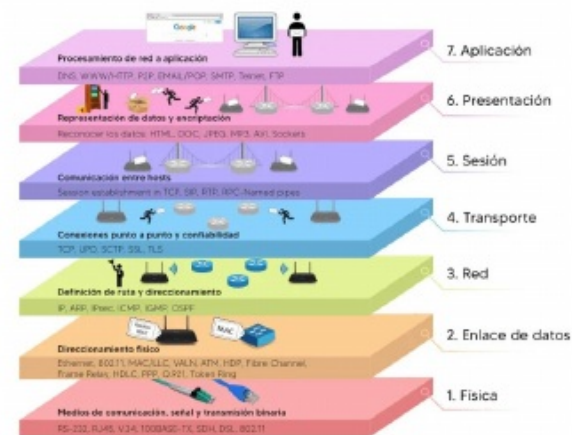 Google
Procesamiento de red a aplicación
DNS, WWW/HTTP, P2P, EMAIL/POP, SMTP, Telnet, FTP
7. Aplicación
Representación de datos y encriptación
Reconocer los datos: HTML, DOC, JPEG, MP3, AVI, Sockers
6. Presentación
Comunicación entre hosts
Session establishment in TCP, SIP, RTP, RPC-Named pipes
5. Sesión
Conexiones punto a punto y confiabilidad
TCP, UPD, SCTP, SSL, TLS
4. Transporte
Definición de ruta y direccionamiento
IP, ARP, IPsec, ICMP, IGMP, OSPF
3. Red
MAC
Direccionamiento físico
Ethernet, 802.11, MAC/LLC, VALN, ATM, HDP, Fibre Channel,
Frame Relay, HDLC, PPP, Q.921, Token Ring
2. Enlace de datos
Medios de comunicación, señal y transmisión binaria
RS-232, RJ45, V.34, 100BASE-TX, SDH, DSL, 802.11
1. Física